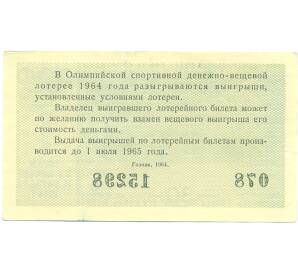 В Олимпийской спортивной денежно-вещевой
лотерее 1964 года разыгрываются выигрыши,
установленные условиями лотереи.
Владелец выигравшего лотерейного билета может
по желанию получить взамен вещевого выигрыша его
стоимость деньгами.
Выдача выигрышей по лотерейным билетам произ-
водится до 1 июля 1965 года.
Гознак. 1964.
078 15298